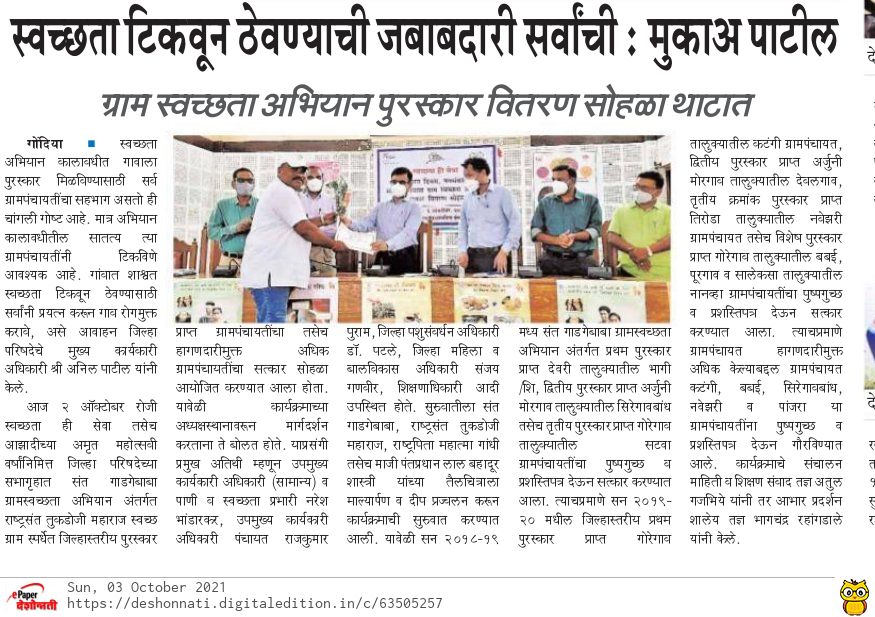 स्वच्छता टिकवून ठेवण्याची जबाबदारी सर्वांची : मुकाअ पाटील
ग्राम स्वच्छता अभियान पुरस्कार वितरण सोहळा थाटात
गोंदिया ■ स्वच्छता
अभियान कालावधीत गावाला
पुरस्कार मिळविण्यासाठी सर्व
ग्रामपंचायतींचा सहभाग असतो ही
चांगली गोष्ट आहे. मात्र अभियान
कालावधीतील सातत्य त्या
ग्रामपंचायतींनी टिकविणे
आवश्यक आहे. गांवात शाश्वत
स्वच्छता टिकवून ठेवण्यासाठी
सर्वांनी प्रयत्न करून गाव रोगमुक्त
करावे, असे आवाहन जिल्हा
परिषदेचे मुख्य कार्यकारी
अधिकारी श्री अनिल पाटील यांनी
केले.
आज २ ऑक्टोबर रोजी
स्वच्छता ही सेवा तसेच
आझादीच्या अमृत महोत्सवी
वर्षानिमित्त जिल्हा परिषदेच्या
सभागृहात संत गाडगेबाबा
ग्रामस्वच्छता अभियान अंतर्गत
राष्ट्रसंत तुकडोजी महाराज स्वच्छ
ग्राम स्पर्धेत जिल्हास्तरीय पुरस्कार
प्राप्त ग्रामपंचायतींचा तसेच
हागणदारीमुक्त अधिक
ग्रामपंचायतींचा सत्कार सोहळा
आयोजित करण्यात आला होता.
यावेळी कार्यक्रमाच्या
अध्यक्षस्थानावरून मार्गदर्शन
करताना ते बोलत होते. याप्रसंगी
प्रमुख अतिथी म्हणून उपमुख्य
कार्यकारी अधिकारी (सामान्य) व
पाणी व स्वच्छता प्रभारी नरेश
भांडारकर, उपमुख्य कार्यकारी
अधिकारी पंचायत राजकुमार
पुराम, जिल्हा पशुसंवर्धन अधिकारी
डॉ. पटले, जिल्हा महिला व
बालविकास अधिकारी संजय
गणवीर, शिक्षणाधिकारी आदी
उपस्थित होते. सुरुवातीला संत
गाडगेबाबा, राष्ट्रसंत तुकडोजी
महाराज, राष्ट्रपिता महात्मा गांधी
तसेच माजी पंतप्रधान लाल बहादूर
शास्त्री यांच्या तैलचित्राला
माल्यार्पण व दीप प्रज्वलन करून
कार्यक्रमाची सुरुवात करण्यात
आली. यावेळी सन २०१८-१९
मध्य संत गाडगेबाबा ग्रामस्वच्छता
अभियान अंतर्गत प्रथम पुरस्कार
प्राप्त देवरी तालुक्यातील भागी
/शि, द्वितीय पुरस्कार प्राप्त अर्जुनी
मोरगाव तालुक्यातील सिरेगावबांध
तसेच तृतीय पुरस्कार प्राप्त गोरेगाव
तालुक्यातील सटवा
ग्रामपंचायतींचा पुष्पगुच्छ व
प्रशस्तिपत्र देऊन सत्कार करण्यात
आला. त्याचप्रमाणे सन २०१९-
२० मधील जिल्हास्तरीय प्रथम
पुरस्कार प्राप्त गोरेगाव
तालुक्यातील कटंगी ग्रामपंचायत,
द्वितीय पुरस्कार प्राप्त अर्जुनी
मोरगाव तालुक्यातील देवलगाव,
तृतीय क्रमांक पुरस्कार प्राप्त
तिरोडा तालुक्यातील नवेझरी
ग्रामपंचायत तसेच विशेष पुरस्कार
प्राप्त गोरेगाव तालुक्यातील बबई,
पूरगाव व सालेकसा तालुक्यातील
नानव्हा ग्रामपंचायतींचा पुष्पगुच्छ
व प्रशस्तिपत्र देऊन सत्कार
करण्यात आला. त्याचप्रमाणे
ग्रामपंचायत हागणदारीमुक्त
अधिक केल्याबद्दल ग्रामपंचायत
कटंगी, बबई, सिरेगावबांध,
नवेझरी व पांजरा या
ग्रामपंचायतींना पुष्पगुच्छ व
प्रशस्तिपत्र देऊन गौरविण्यात
आले. कार्यक्रमाचे संचालन
माहिती व शिक्षण संवाद तज्ञ अतुल
गजभिये यांनी तर आभार प्रदर्शन
शालेय तज्ञ भागचंद्र रहांगडाले
यांनी केले.
ePaper
देशोन्नती
Sun, 03 October 2021
https://deshonnati.digitaledition.in/c/63505257